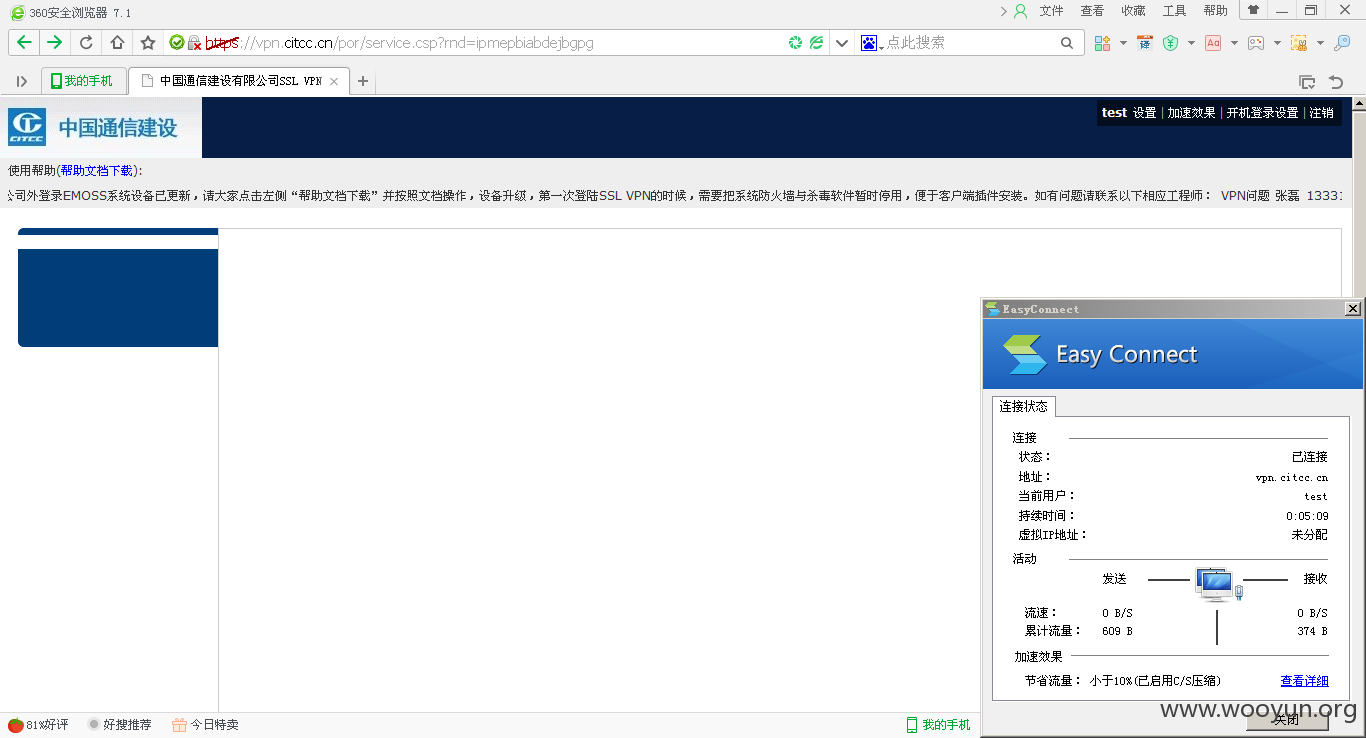 360安全浏览器 7.1
文件 查看 收藏 工具 帮助
https://vpn.citcc.cn/por/service.csp?rnd=ipmepbiabdejbgpg
点此搜索
我的手机
中国通信建设有限公司SSL VPN
CITCC 中国通信建设
test 设置 | 加速效果 | 开机登录设置 | 注销
使用帮助(帮助文档下载):
公司外登录EMOSS系统设备已更新，请大家点击左侧“帮助文档下载”并按照文档操作，设备升级，第一次登陆SSL VPN的时候，需要把系统防火墙与杀毒软件暂时停用，便于客户端插件安装。如有问题请联系以下相应工程师： VPN问题 张磊 13331
EasyConnect
Easy Connect
连接状态
连接
状态： 已连接
地址： vpn.citcc.cn
当前用户： test
持续时间： 0:05:09
虚拟IP地址： 未分配
活动
发送 接收
流速： 0 B/S 0 B/S
累计流量： 609 B 374 B
加速效果
节省流量： 小于10%(已启用C/S压缩) 查看详细
关闭
www.wooyun.org
81%好评 好搜推荐 今日特卖 我的手机